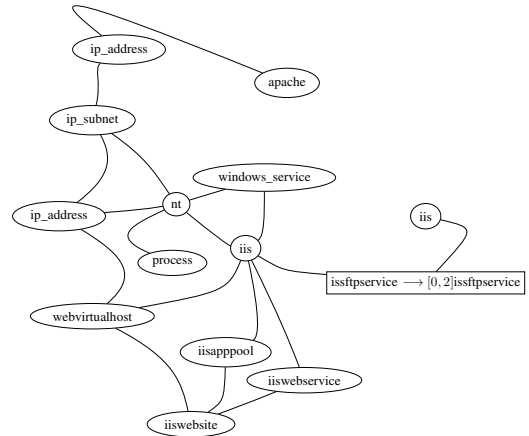 ip_address
apache
ip_subnet
windows_service
nt
ip_address
iis
iis
process
issftpservice ⟶ [0, 2]issftpservice
webvirtualhost
iisapppool
iiswebservice
iiswebsite